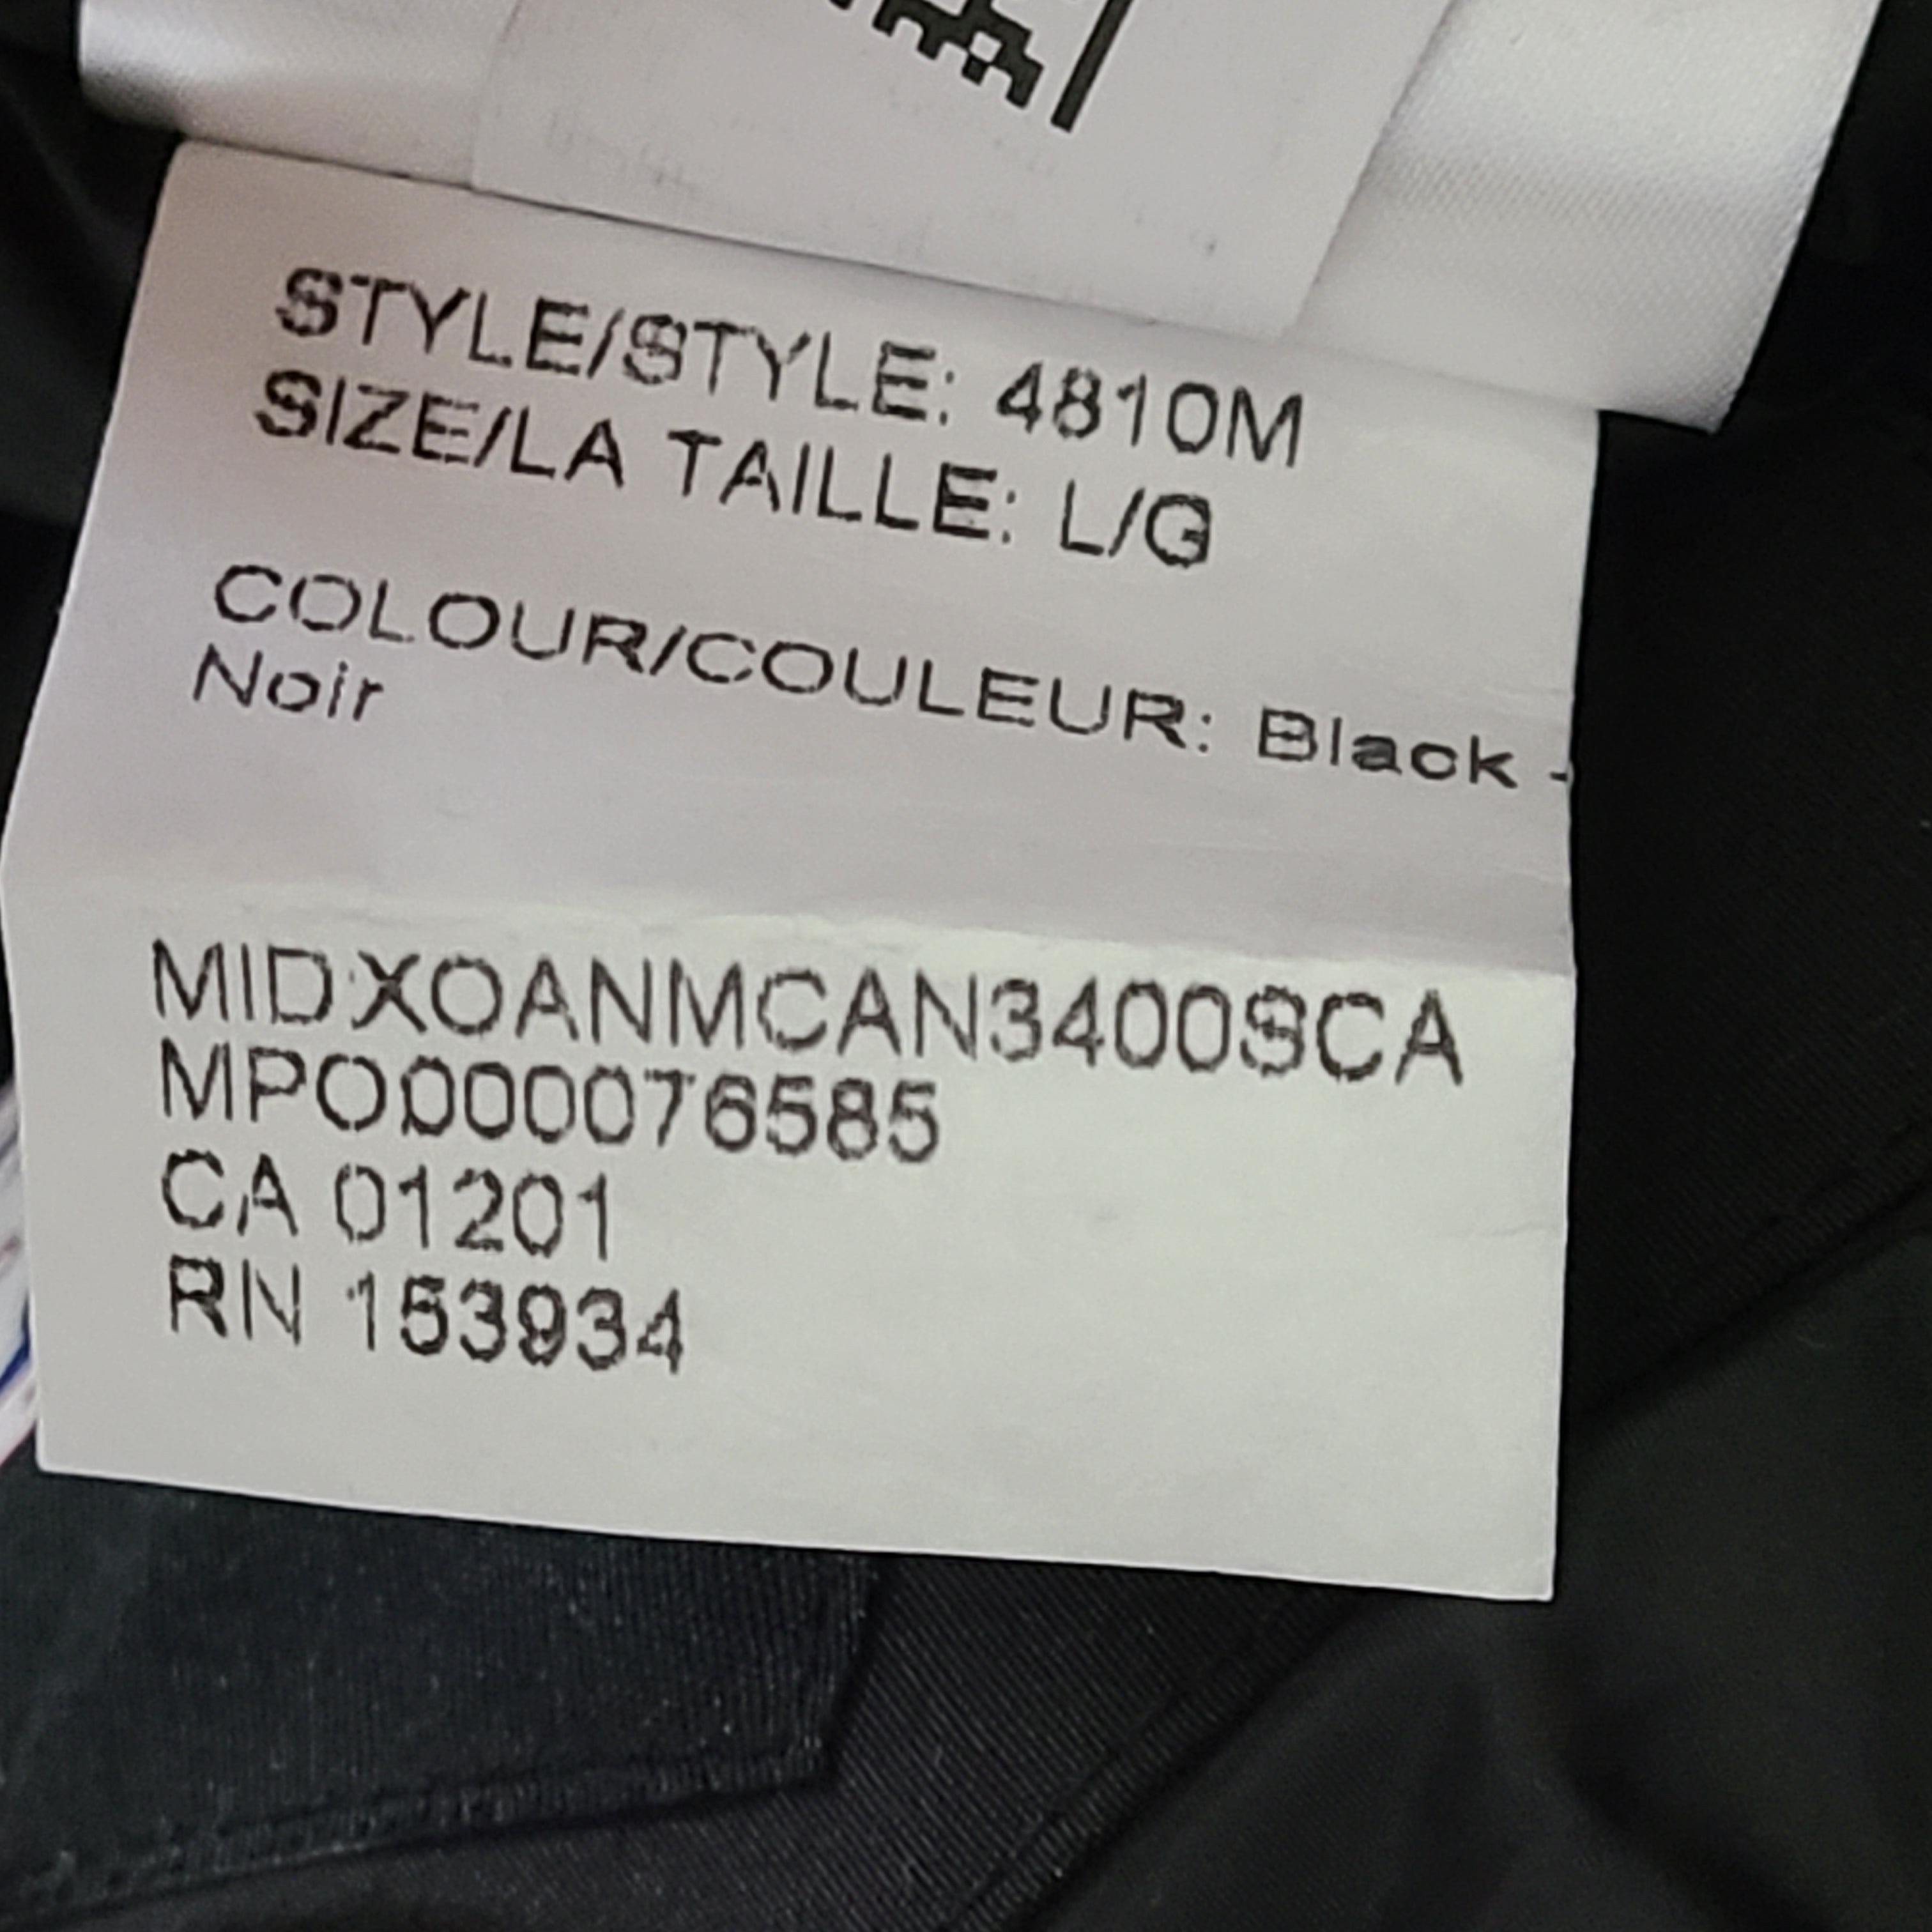 STYLE/STYLE: 4810M
SIZE/LA TAILLE: L/G
COLOUR/COULEUR: Black -
Noir
MIDXOANMCAN3400SCA
MPO000076585
CA 01201
RN 153934